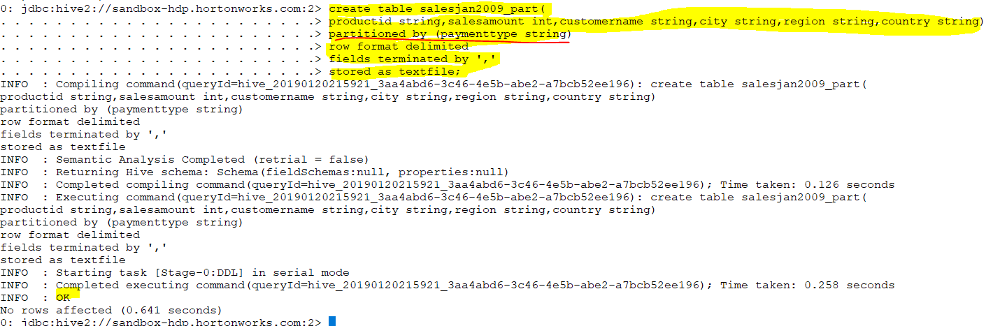 0: jdbc:hive2://sandbox-hdp.hortonworks.com:2> create table salesjan2009_part(
. . . . . . . . . . . . . . . . . . . . . . .> productid string,salesamount int,customername string,city string,region string,country string)
. . . . . . . . . . . . . . . . . . . . . . .> partitioned by (paymenttype string)
. . . . . . . . . . . . . . . . . . . . . . .> row format delimited
. . . . . . . . . . . . . . . . . . . . . . .> fields terminated by ','
. . . . . . . . . . . . . . . . . . . . . . .> stored as textfile;
INFO  : Compiling command(queryId=hive_20190120215921_3aa4abd6-3c46-4e5b-abe2-a7bcb52ee196): create table salesjan2009_part(
productid string,salesamount int,customername string,city string,region string,country string)
partitioned by (paymenttype string)
row format delimited
fields terminated by ','
stored as textfile
INFO  : Semantic Analysis Completed (retrial = false)
INFO  : Returning Hive schema: Schema(fieldSchemas:null, properties:null)
INFO  : Completed compiling command(queryId=hive_20190120215921_3aa4abd6-3c46-4e5b-abe2-a7bcb52ee196); Time taken: 0.126 seconds
INFO  : Executing command(queryId=hive_20190120215921_3aa4abd6-3c46-4e5b-abe2-a7bcb52ee196): create table salesjan2009_part(
productid string,salesamount int,customername string,city string,region string,country string)
partitioned by (paymenttype string)
row format delimited
fields terminated by ','
stored as textfile
INFO  : Starting task [Stage-0:DDL] in serial mode
INFO  : Completed executing command(queryId=hive_20190120215921_3aa4abd6-3c46-4e5b-abe2-a7bcb52ee196); Time taken: 0.258 seconds
INFO  : OK
No rows affected (0.641 seconds)
0: jdbc:hive2://sandbox-hdp.hortonworks.com:2>